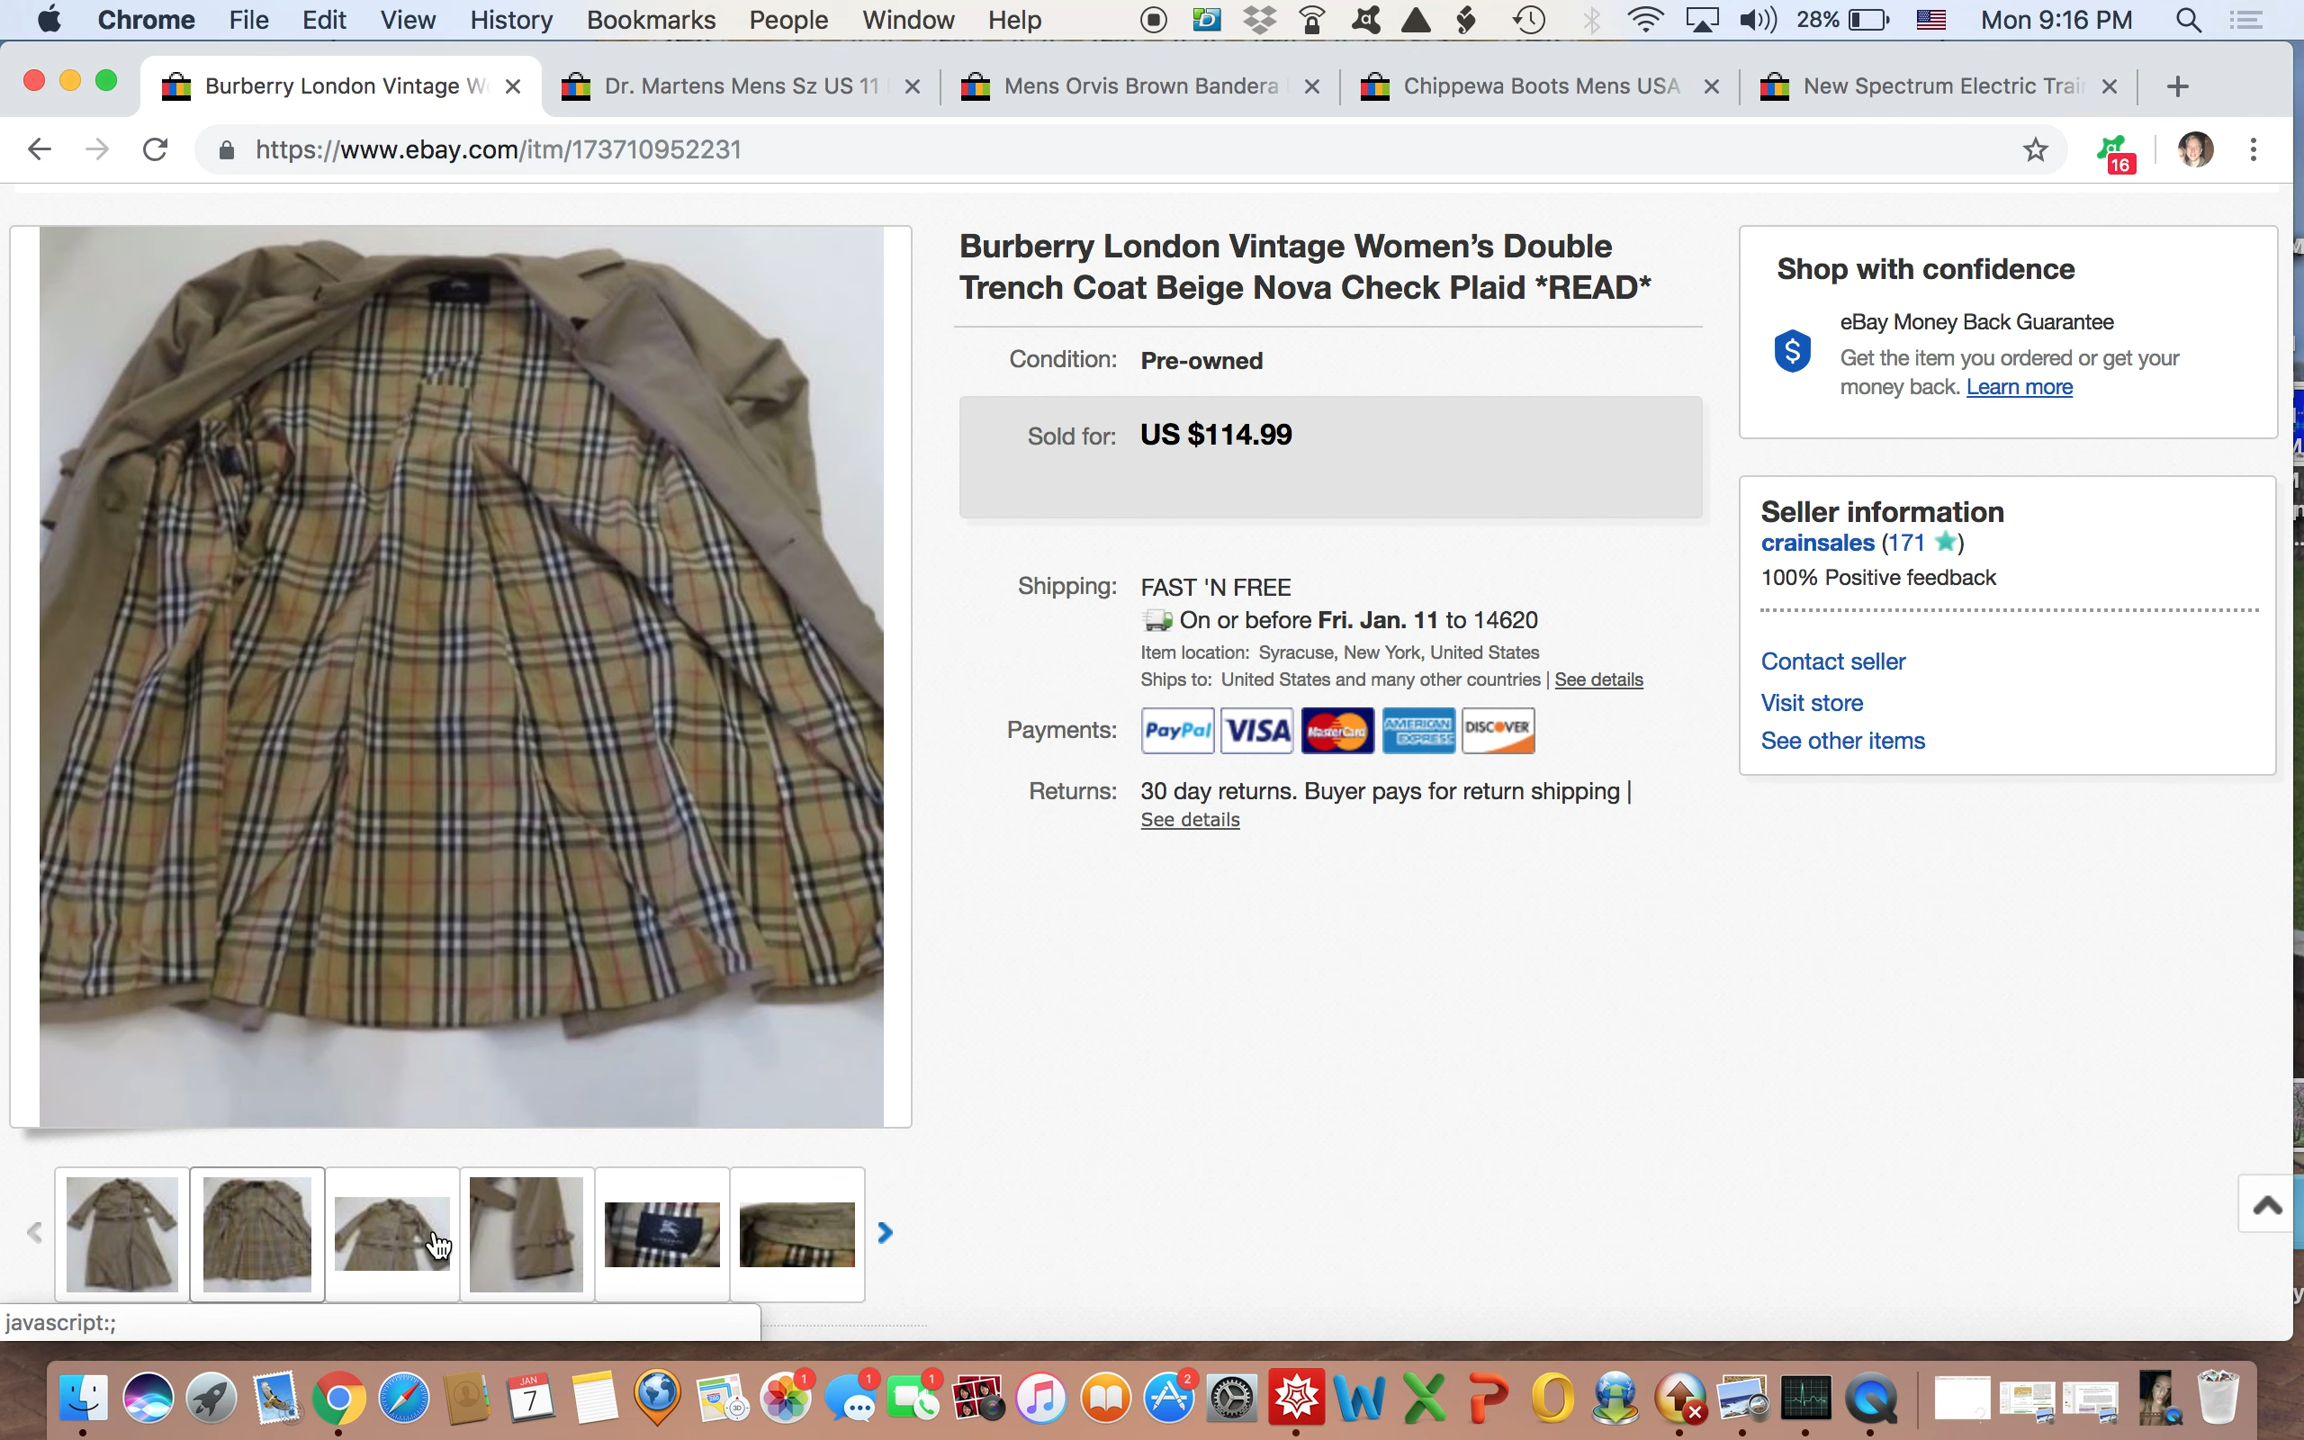 Chrome File Edit View History Bookmarks People Window Help 28% Mon 9:16 PM
Burberry London Vintage W
Dr. Martens Mens Sz US 11
Mens Orvis Brown Bandera
Chippewa Boots Mens USA
New Spectrum Electric Trai
https://www.ebay.com/itm/173710952231
16
Burberry London Vintage Women's Double
Trench Coat Beige Nova Check Plaid *READ*
Condition: Pre-owned
Sold for: US $114.99
Shipping: FAST 'N FREE
On or before Fri. Jan. 11 to 14620
Item location: Syracuse, New York, United States
Ships to: United States and many other countries | See details
Payments: PayPal VISA MasterCard AMERICAN EXPRESS DISCOVER
Returns: 30 day returns. Buyer pays for return shipping |
See details
Shop with confidence
eBay Money Back Guarantee
Get the item you ordered or get your
money back. Learn more
Seller information
crainsales (171)
100% Positive feedback
Contact seller
Visit store
See other items
javascript:;
JAN
7
3D
1
1
1
2